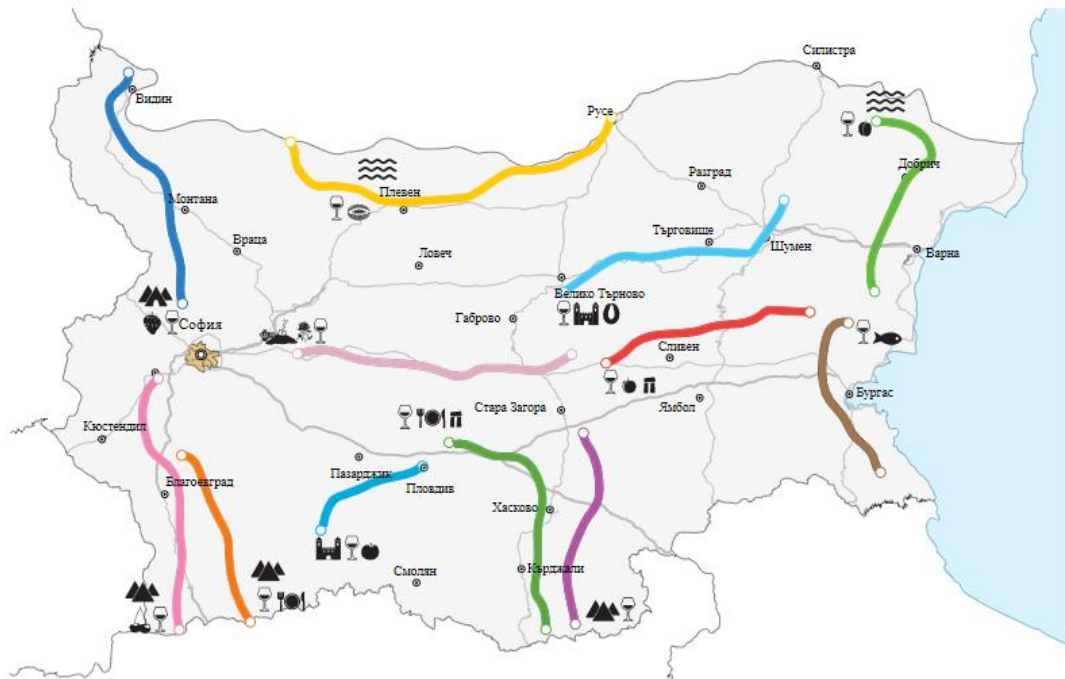 Силистра
Видин
Русе
Добрич
Разград
Плевен
Монтана
Търговище
Шумен
Враца
Варна
Ловеч
Велико Търново
Габрово
София
Сливен
Бургас
Ямбол
Стара Загора
Кюстендил
Пазарджик
Пловдив
Благоевград
Хасково
Смолян
Кърджали